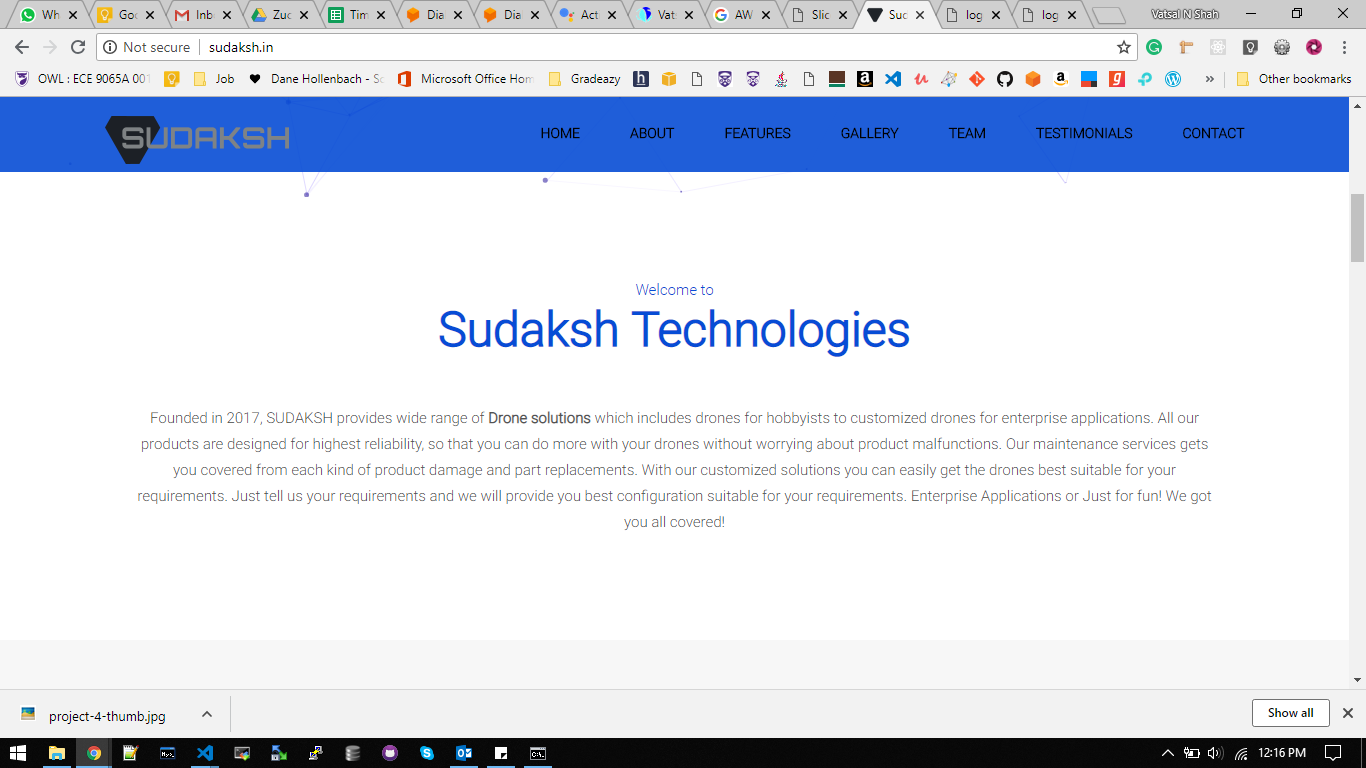 Wh
Goo
Inb
Zuc
Tim
Dia
Dia
Act
Vat
AW
Slic
Suc
log
log
Vatsal N Shah
Not secure
sudaksh.in
OWL : ECE 9065A 001
Job
Dane Hollenbach - Sc
Microsoft Office Hom
Gradeazy
»
Other bookmarks
SUDAKSH
HOME
ABOUT
FEATURES
GALLERY
TEAM
TESTIMONIALS
CONTACT
Welcome to
Sudaksh Technologies
Founded in 2017, SUDAKSH provides wide range of Drone solutions which includes drones for hobbyists to customized drones for enterprise applications. All our
products are designed for highest reliability, so that you can do more with your drones without worrying about product malfunctions. Our maintenance services gets
you covered from each kind of product damage and part replacements. With our customized solutions you can easily get the drones best suitable for your
requirements. Just tell us your requirements and we will provide you best configuration suitable for your requirements. Enterprise Applications or Just for fun! We got
you all covered!
project-4-thumb.jpg
Show all
12:16 PM